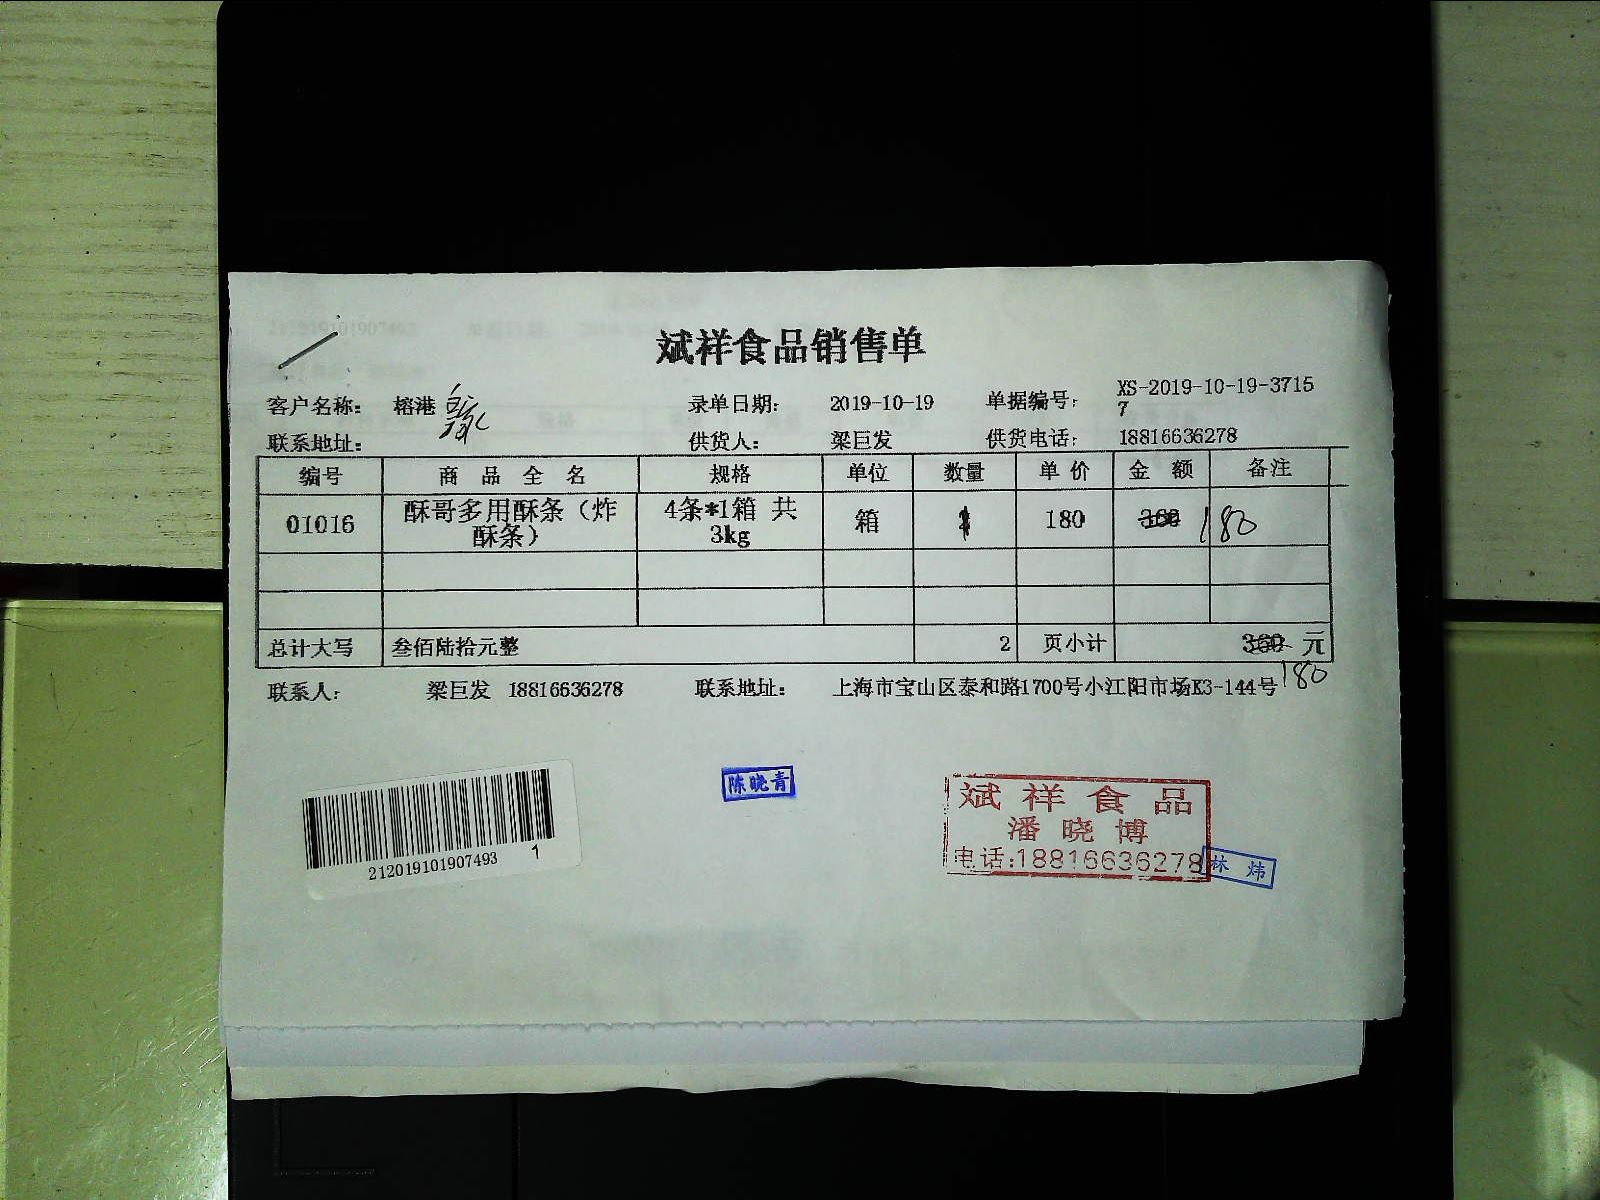 斌祥食品销售单
客户名称: 榕港 录单日期: 2019-10-19 单据编号: XS-2019-10-19-3715
7
联系地址: 供货人: 梁巨发 供货电话: 18816636278
编号 商品全名 规格 单位 数量 单价 金额 备注
01016 酥哥多用酥条（炸酥条） 4条*1箱 共3kg 箱 1 180 360 180
总计大写 叁佰陆拾元整 2 页小计 360 元
180
联系人: 梁巨发 18816636278 联系地址: 上海市宝山区泰和路1700号小江阳市场K3-144号
陈晓青
斌祥食品
潘晓博
电话:18816636278
林炜
212019101907493 1